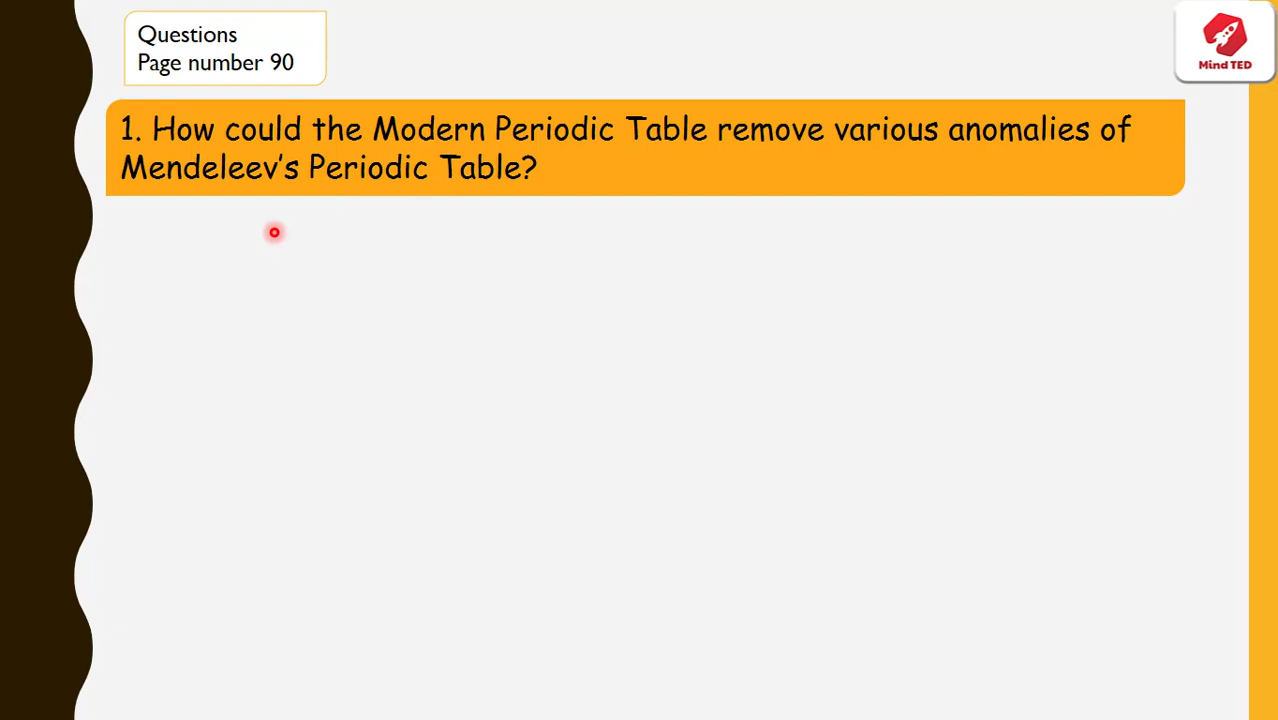 Questions
Page number 90
Mind TED
1. How could the Modern Periodic Table remove various anomalies of
Mendeleev’s Periodic Table?